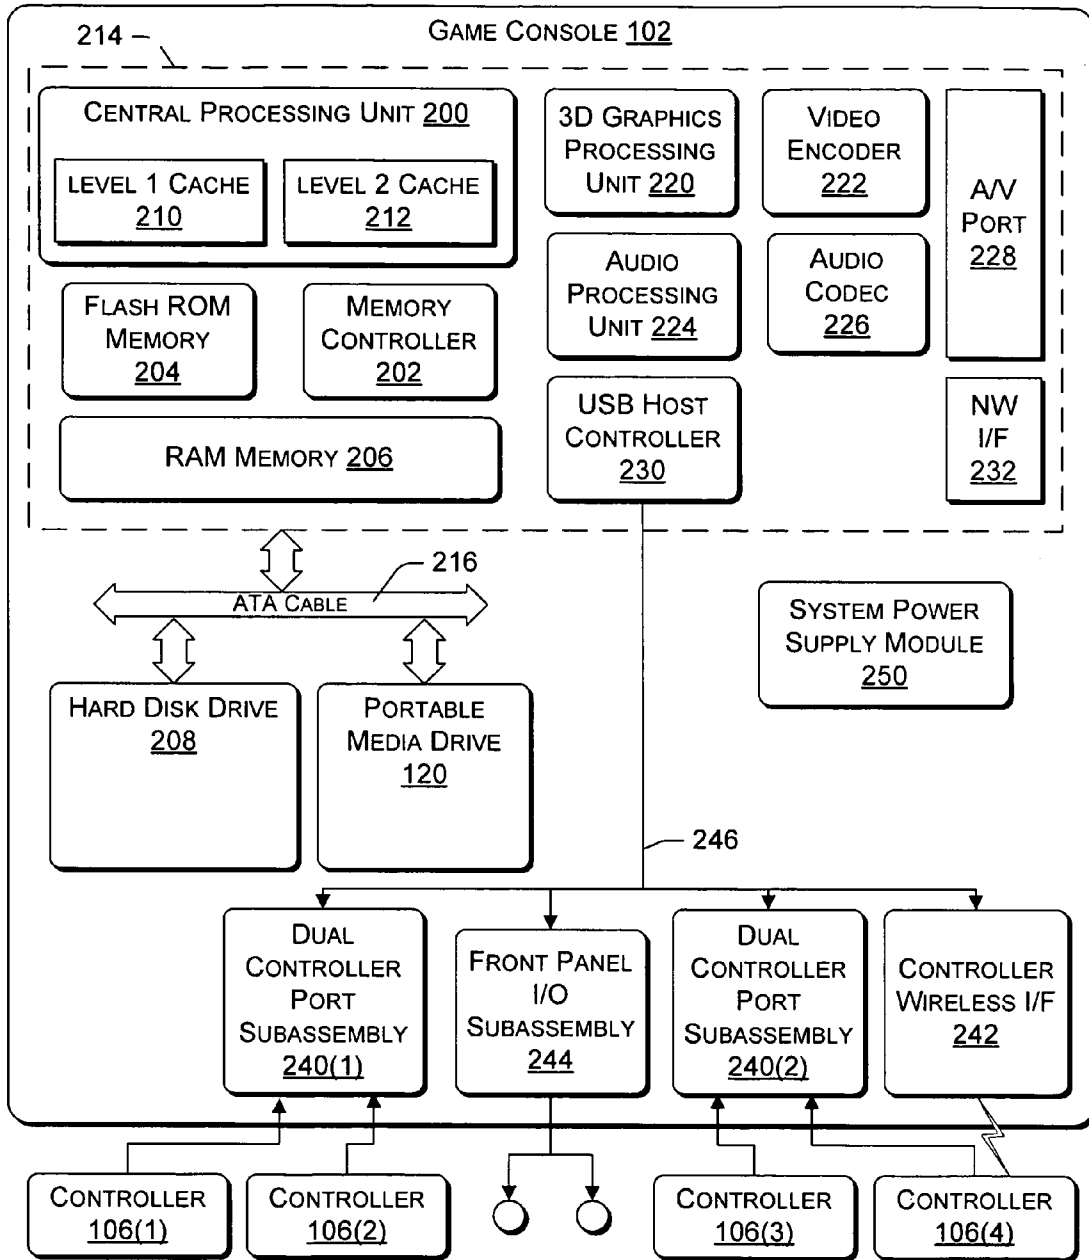 GAME CONSOLE 102
214
CENTRAL PROCESSING UNIT 200
LEVEL 1 CACHE
210
LEVEL 2 CACHE
212
3D GRAPHICS
PROCESSING
UNIT 220
VIDEO
ENCODER
222
A/V
PORT
228
FLASH ROM
MEMORY
204
MEMORY
CONTROLLER
202
AUDIO
PROCESSING
UNIT 224
AUDIO
CODEC
226
RAM MEMORY 206
USB HOST
CONTROLLER
230
NW
I/F
232
216
ATA CABLE
SYSTEM POWER
SUPPLY MODULE
250
HARD DISK DRIVE
208
PORTABLE
MEDIA DRIVE
120
246
DUAL
CONTROLLER
PORT
SUBASSEMBLY
240(1)
FRONT PANEL
I/O
SUBASSEMBLY
244
DUAL
CONTROLLER
PORT
SUBASSEMBLY
240(2)
CONTROLLER
WIRELESS I/F
242
CONTROLLER
106(1)
CONTROLLER
106(2)
CONTROLLER
106(3)
CONTROLLER
106(4)